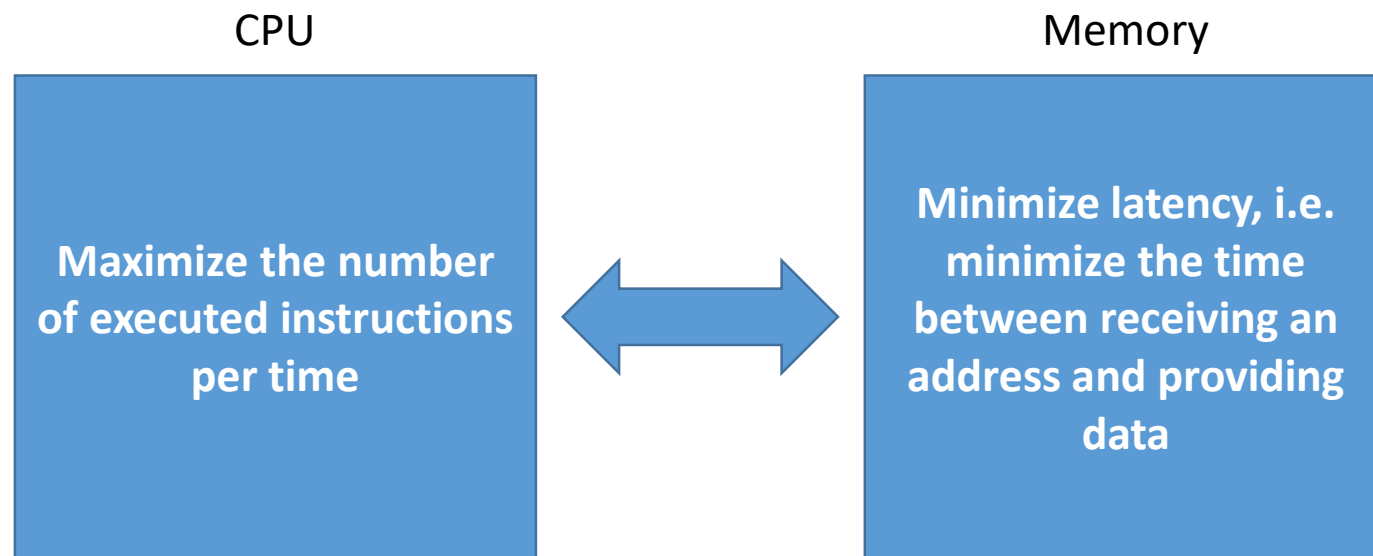 CPU
Memory
Maximize the number
of executed instructions
per time
Minimize latency, i.e.
minimize the time
between receiving an
address and providing
data